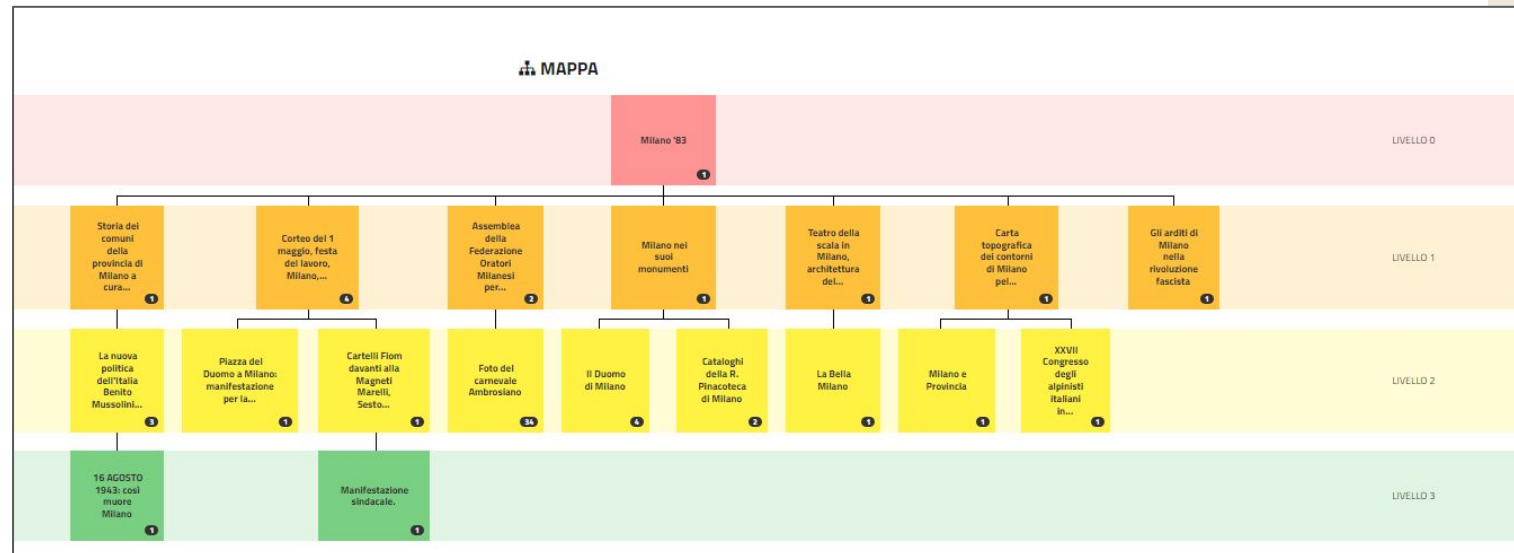 MAPPA
Milano '83
1
LIVELLO 0
Storia dei
comuni
della
provincia di
Milano a
cura...
1
Corteo del 1
maggio, festa
del lavoro,
Milano,...
4
Assemblea
della
Federazione
Oratori
Milanesi
per...
2
Milano nei
suoi
monumenti
1
Teatro della
scala in
Milano,
architettura
del...
1
Carta
topografica
dei contorni
di Milano
pel...
1
Gli arditi di
Milano
nella
rivoluzione
fascista
1
LIVELLO 1
La nuova
politica
dell'Italia
Benito
Mussolini...
3
Piazza del
Duomo a Milano:
manifestazione
per la...
1
Cartelli Fiom
davanti alla
Magneti
Marelli,
Sesto...
1
Foto del
carnevale
Ambrosiano
34
Il Duomo
di Milano
4
Cataloghi
della R.
Pinacoteca
di Milano
2
La Bella
Milano
1
Milano e
Provincia
1
XXVII
Congresso
degli
alpinisti
italiani
in...
1
LIVELLO 2
16 AGOSTO
1943: così
muore
Milano
1
Manifestazione
sindacale.
1
LIVELLO 3